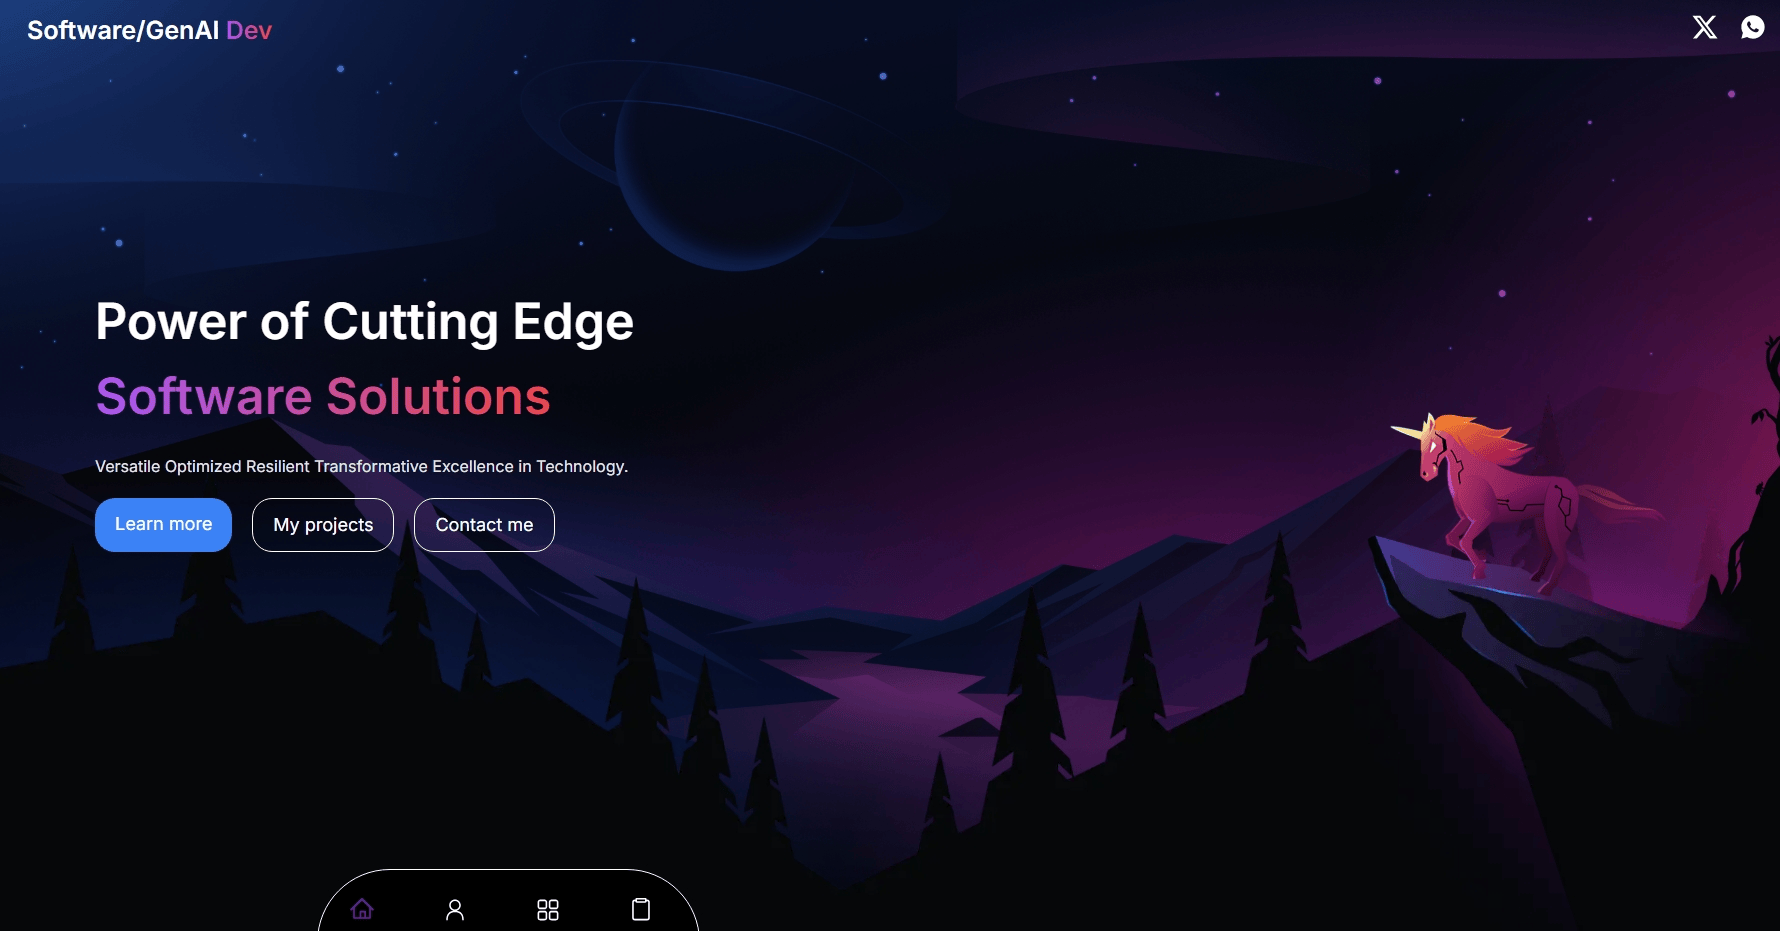 Software/GenAI Dev
Power of Cutting Edge
Software Solutions
Versatile Optimized Resilient Transformative Excellence in Technology.
Learn more
My projects
Contact me